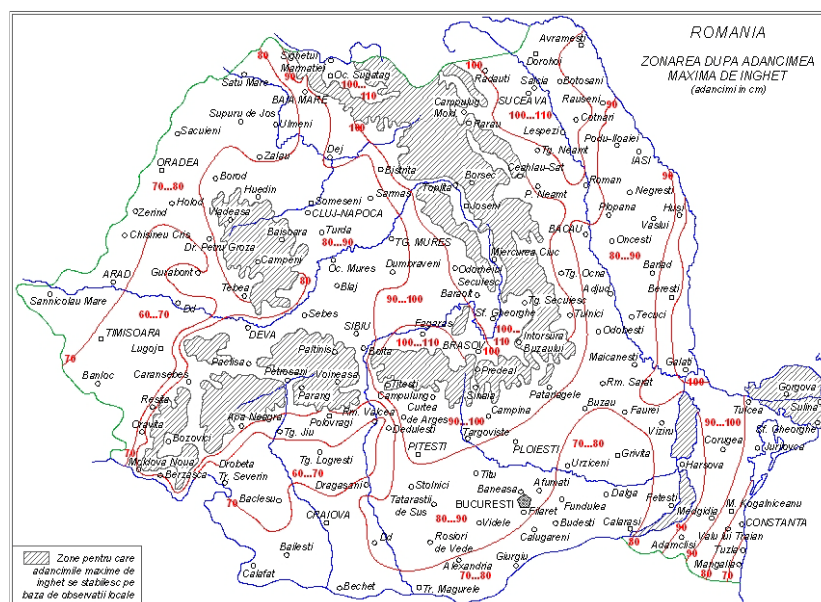 ROMANIA
ZONAREA DUPA ADANCIMEA
MAXIMA DE INGHET
(adancimi in cm)
Avramesti
Dorohoi
80
Sighetul
Marmatiei
90
Oc. Sugatag
100...
110
100
Radauti
Salcia
Botosani
Satu Mare
BAIA MARE
SUCEAVA
Rauseni
90
100...110
Campulug
Mold.
Rarau
Cotnari
Supuru de Jos
Ulmeni
100
Lespezi
Podu-Iloaiei
Sacuieni
Tg. Neamt
IASI
Zalau
Dej
Ceahlau-Sat
ORADEA
Bistrita
90
70...80
Borod
Toplita
Borsec
P. Neamt
Roman
Negresti
Huedin
Someseni
Sarmas
Holod
Vladeasa
CLUJ-NAPOCA
Joseni
Plopana
Husi
Zerind
Turda
Vaslui
Chisineu Cris
Baisoara
80...90
BACAU
Dr. Petru Groza
TG. MURES
Miercurea Ciuc
Oncesti
80...90
Campeni
Oc. Mures
Dumbraveni
Odorheiu
Secuiesc
Tg. Ocna
Barlad
Gurabont
80
ARAD
Tebea
Blaj
Baraolt
Adjud
Beresti
Sannicolau Mare
60...70
90...100
Tg. Secuiesc
Dd
Sebes
Sf. Gheorghe
Tulnici
Tecuci
TIMISOARA
DEVA
SIBIU
Fagaras
100...
110
Odobesti
Lugoj
Paltinis
Boita
100...110
BRASOV
100
Intorsura
Buzaului
70
Maicanesti
Galati
Petrosani
Voineasa
Predeal
Banloc
Caransebes
Titesti
Rm. Sarat
100
Gorgova
Parang
Campulung
Sinaia
Patarlagele
Tulcea
Sulina
Resita
Curtea
de Arges
Buzau
Apa Neagra
Polovragi
Rm. Valcea
90...100
Campina
Faurei
90...100
Sf. Gheorghe
Oravita
Tg. Jiu
Dedulesti
Targoviste
Viziru
Corugea
Jurilovca
Bozovici
PITESTI
PLOIESTI
70...80
70
Moldova Noua
Tg. Logresti
Grivita
Harsova
Berzasca
Drobeta
Tr. Severin
60...70
Titu
Urziceni
Dragasani
Stolnici
Baneasa
Afumati
70
Baclesu
Tatarastii
de Sus
BUCURESTI
Dalga
Fetesti
M. Kogalniceanu
Fundulea
Medgidia
CRAIOVA
80...90
Filaret
CONSTANTA
Videle
Budesti
Calarasi
90
Valu lui Traian
Calugareni
80
Adamclisi
Rosiori
de Vede
Dd
Tuzla
Bailesti
90
Giurgiu
Alexandria
Mangalia
Calafat
70...80
80
70
Bechet
Tr. Magurele
Zone pentru care
adancimile maxime de
inghet se stabilesc pe
baza de observatii locale